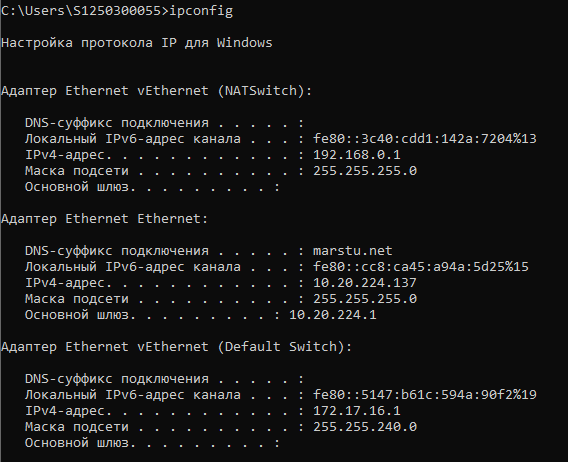 C:\Users\S1250300055>ipconfig
Настройка протокола IP для Windows
Адаптер Ethernet vEthernet (NATSwitch):
DNS-суффикс подключения . . . . . :
Локальный IPv6-адрес канала . . . : fe80::3c40:cdd1:142a:7204%13
IPv4-адрес. . . . . . . . . . . . : 192.168.0.1
Маска подсети . . . . . . . . . . : 255.255.255.0
Основной шлюз. . . . . . . . . :
Адаптер Ethernet Ethernet:
DNS-суффикс подключения . . . . . : marstu.net
Локальный IPv6-адрес канала . . . : fe80::cc8:ca45:a94a:5d25%15
IPv4-адрес. . . . . . . . . . . . : 10.20.224.137
Маска подсети . . . . . . . . . . : 255.255.255.0
Основной шлюз. . . . . . . . . : 10.20.224.1
Адаптер Ethernet vEthernet (Default Switch):
DNS-суффикс подключения . . . . . :
Локальный IPv6-адрес канала . . . : fe80::5147:b61c:594a:90f2%19
IPv4-адрес. . . . . . . . . . . . : 172.17.16.1
Маска подсети . . . . . . . . . . : 255.255.240.0
Основной шлюз. . . . . . . . . :